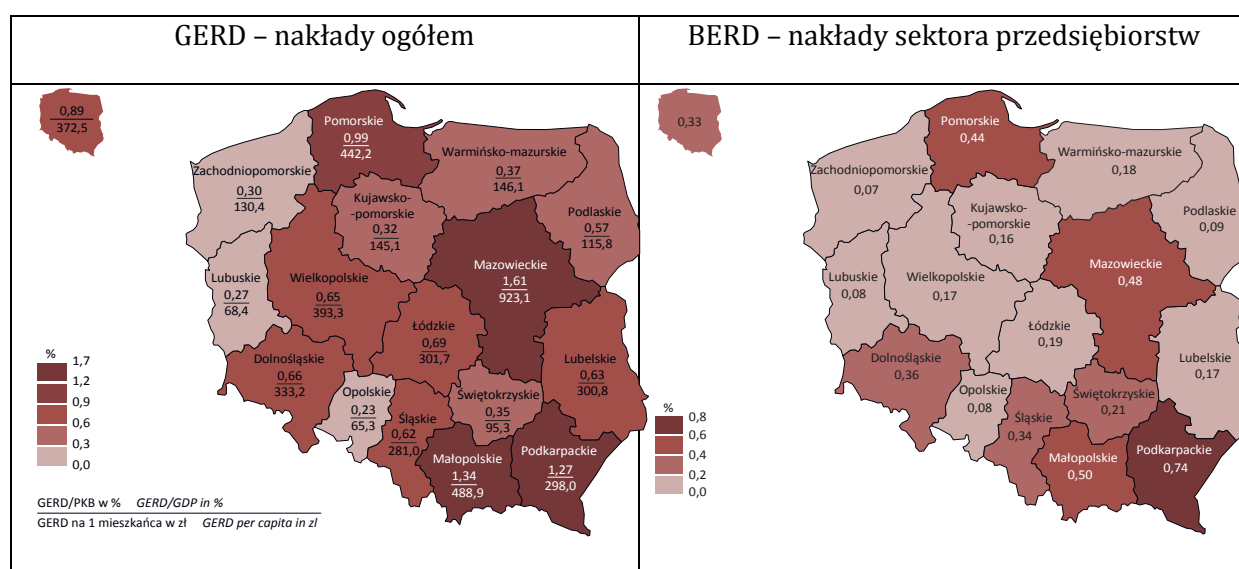 GERD – nakłady ogółem
BERD – nakłady sektora przedsiębiorstw
0,89
372,5
Pomorskie
0,99
442,2
Zachodniopomorskie
0,30
130,4
Warmińsko-mazurskie
0,37
146,1
Kujawsko-
-pomorskie
0,32
145,1
Podlaskie
0,57
115,8
Mazowieckie
1,61
923,1
Lubuskie
0,27
68,4
Wielkopolskie
0,65
393,3
Łódzkie
0,69
301,7
Lubelskie
0,63
300,8
Dolnośląskie
0,66
333,2
Opolskie
0,23
65,3
Śląskie
0,62
281,0
Świętokrzyskie
0,35
95,3
Małopolskie
1,34
488,9
Podkarpackie
1,27
298,0
%
1,7
1,2
0,9
0,6
0,3
0,0
GERD/PKB w % GERD/GDP in %
GERD na 1 mieszkańca w zł GERD per capita in zl
0,33
Pomorskie
0,44
Zachodniopomorskie
0,07
Warmińsko-mazurskie
0,18
Kujawsko-
-pomorskie
0,16
Podlaskie
0,09
Mazowieckie
0,48
Lubuskie
0,08
Wielkopolskie
0,17
Łódzkie
0,19
Lubelskie
0,17
Dolnośląskie
0,36
Opolskie
0,08
Śląskie
0,34
Świętokrzyskie
0,21
Małopolskie
0,50
Podkarpackie
0,74
%
0,8
0,6
0,4
0,2
0,0